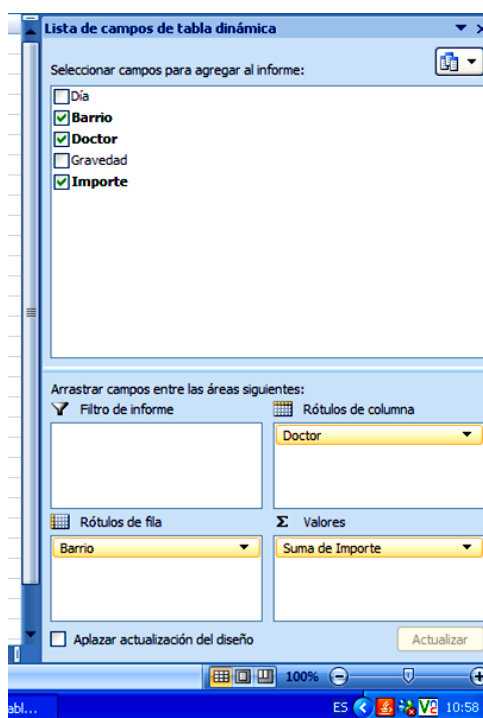 Lista de campos de tabla dinámica
Seleccionar campos para agregar al informe:
Día
Barrio
Doctor
Gravedad
Importe
Arrastrar campos entre las áreas siguientes:
Filtro de informe
Rótulos de columna
Doctor
Rótulos de fila
Σ Valores
Barrio
Suma de Importe
Aplazar actualización del diseño
Actualizar
100%
abl...
ES
10:58